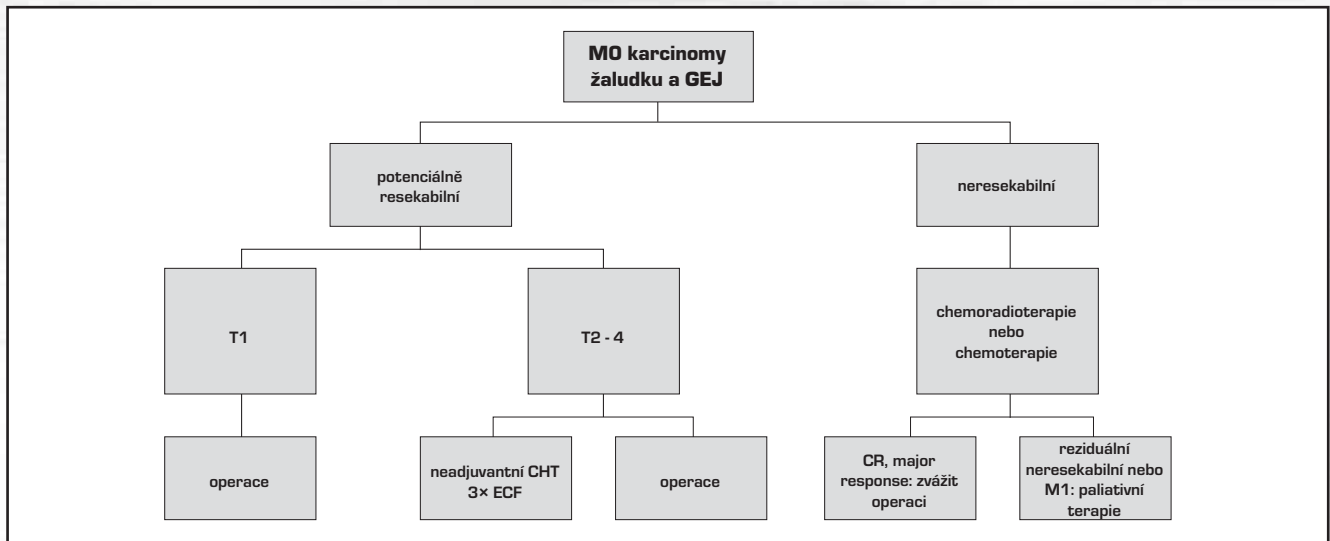 M0 karcinomy
žaludku a GEJ
potenciálně
resekabilní
neresekabilní
T1
T2 - 4
chemoradioterapie
nebo
chemoterapie
operace
neadjuvantní CHT
3× ECF
operace
CR, major
response: zvážit
operaci
reziduální
neresekabilní nebo
M1: paliativní
terapie